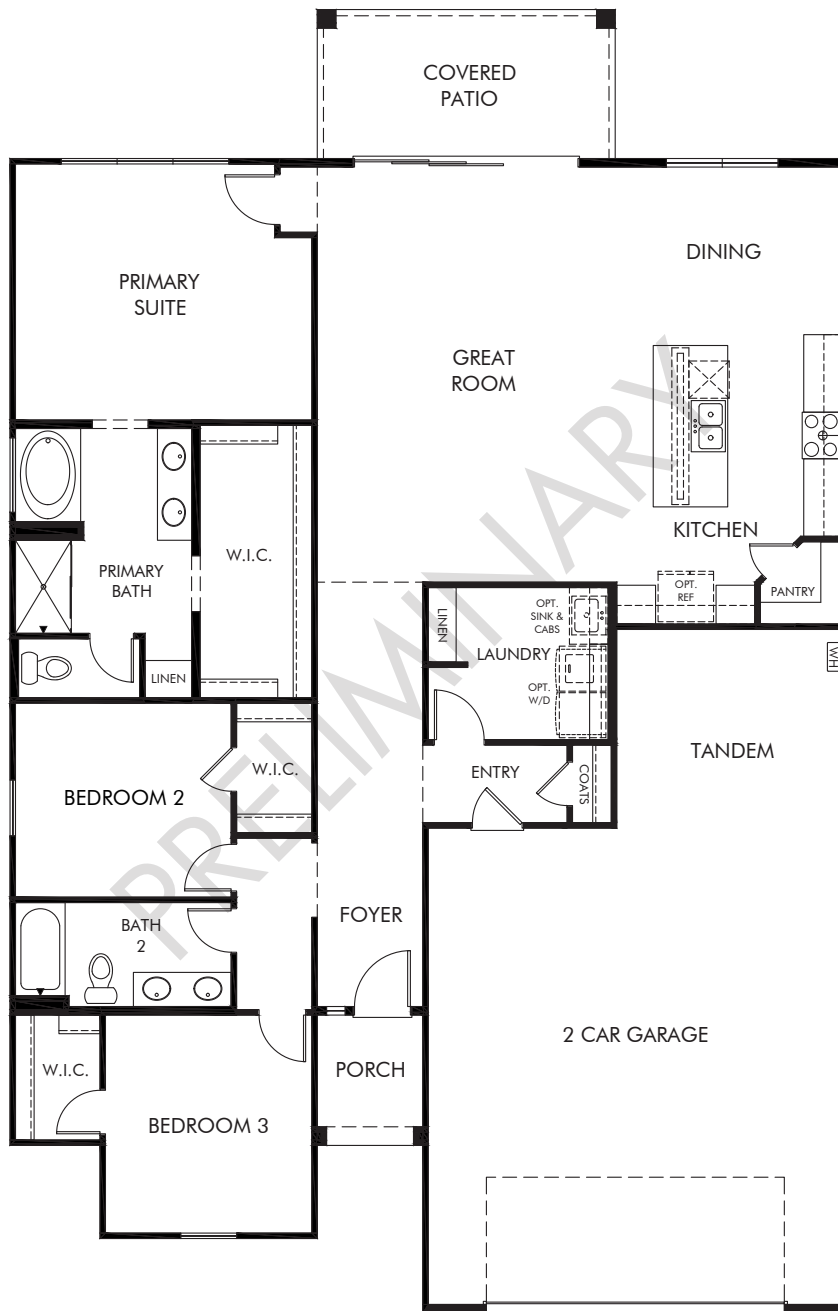 COVERED
PATIO
PRIMARY
SUITE
DINING
GREAT
ROOM
KITCHEN
W.I.C.
PRIMARY
BATH
OPT.
REF
PANTRY
LINEN
OPT.
SINK &
CABS
LAUNDRY
OPT.
W/D
WH
LINEN
TANDEM
W.I.C.
ENTRY
COATS
BEDROOM 2
BATH
2
FOYER
2 CAR GARAGE
W.I.C.
PORCH
BEDROOM 3
PRELIMINARY